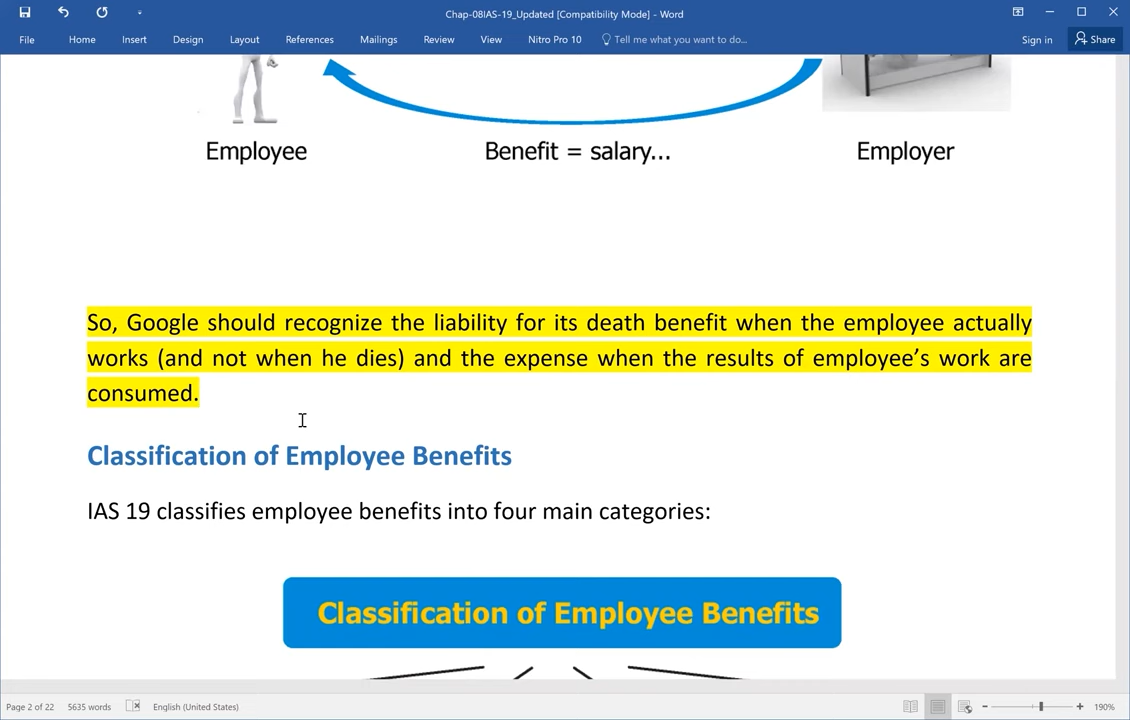 Chap-08IAS-19_Updated [Compatibility Mode] - Word
File Home Insert Design Layout References Mailings Review View Nitro Pro 10 Tell me what you want to do... Sign in Share
Employee Benefit = salary... Employer
So, Google should recognize the liability for its death benefit when the employee actually
works (and not when he dies) and the expense when the results of employee’s work are
consumed.
Classification of Employee Benefits
IAS 19 classifies employee benefits into four main categories:
Classification of Employee Benefits
Page 2 of 22 5635 words English (United States) 190%